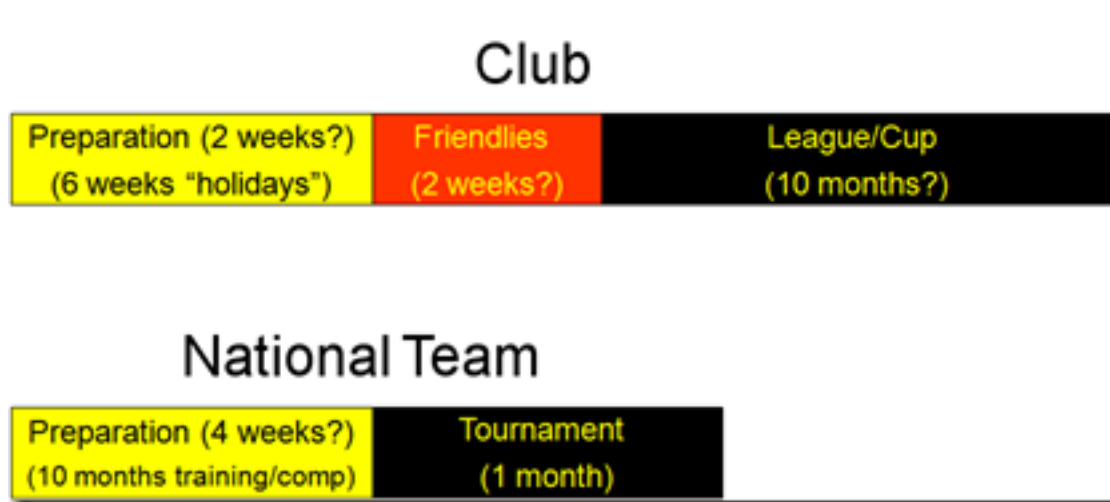 Club
Preparation (2 weeks?)
(6 weeks “holidays”)
Friendlies
(2 weeks?)
League/Cup
(10 months?)
National Team
Preparation (4 weeks?)
(10 months training/comp)
Tournament
(1 month)